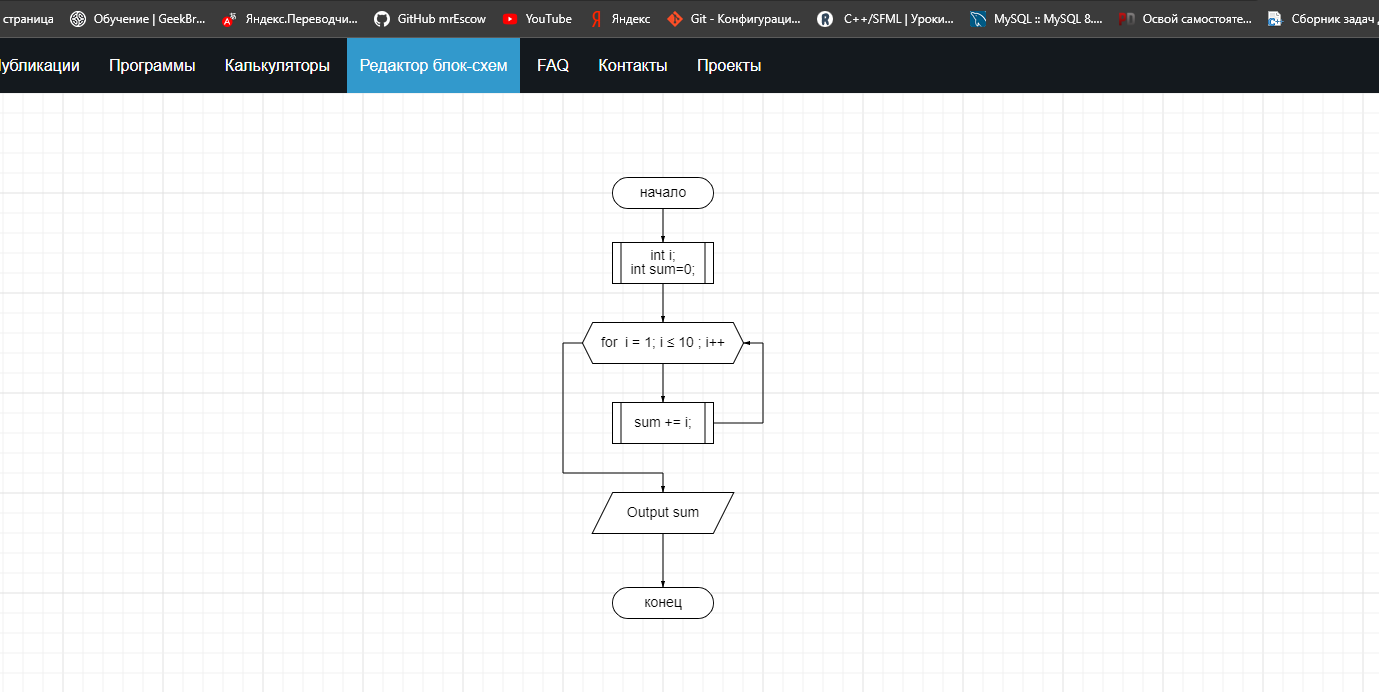 страница Обучение | GeekBr... Яндекс.Переводчи... GitHub mrEscow YouTube Яндекс Git - Конфигураци... C++/SFML | Уроки... MySQL :: MySQL 8.... Освой самостояте... Сборник задач
Программы Калькуляторы Редактор блок-схем FAQ Контакты Проекты
начало
int i;
int sum=0;
for i = 1; i ≤ 10 ; i++
sum += i;
Output sum
конец